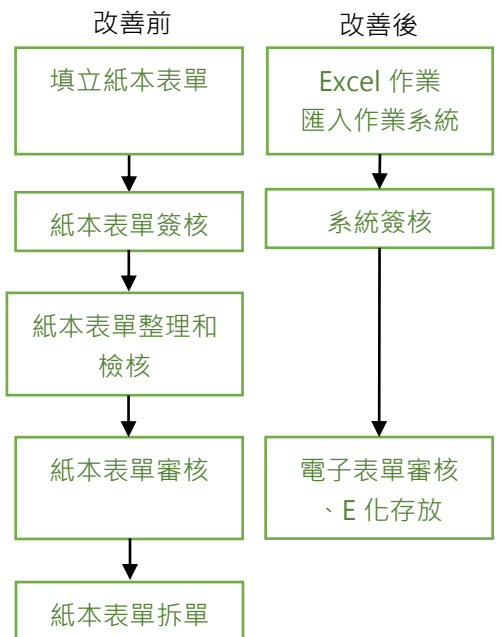 改善前
填立紙本表單
紙本表單簽核
紙本表單整理和
檢核
紙本表單審核
紙本表單拆單
改善後
Excel 作業
匯入作業系統
系統簽核
電子表單審核
、E 化存放